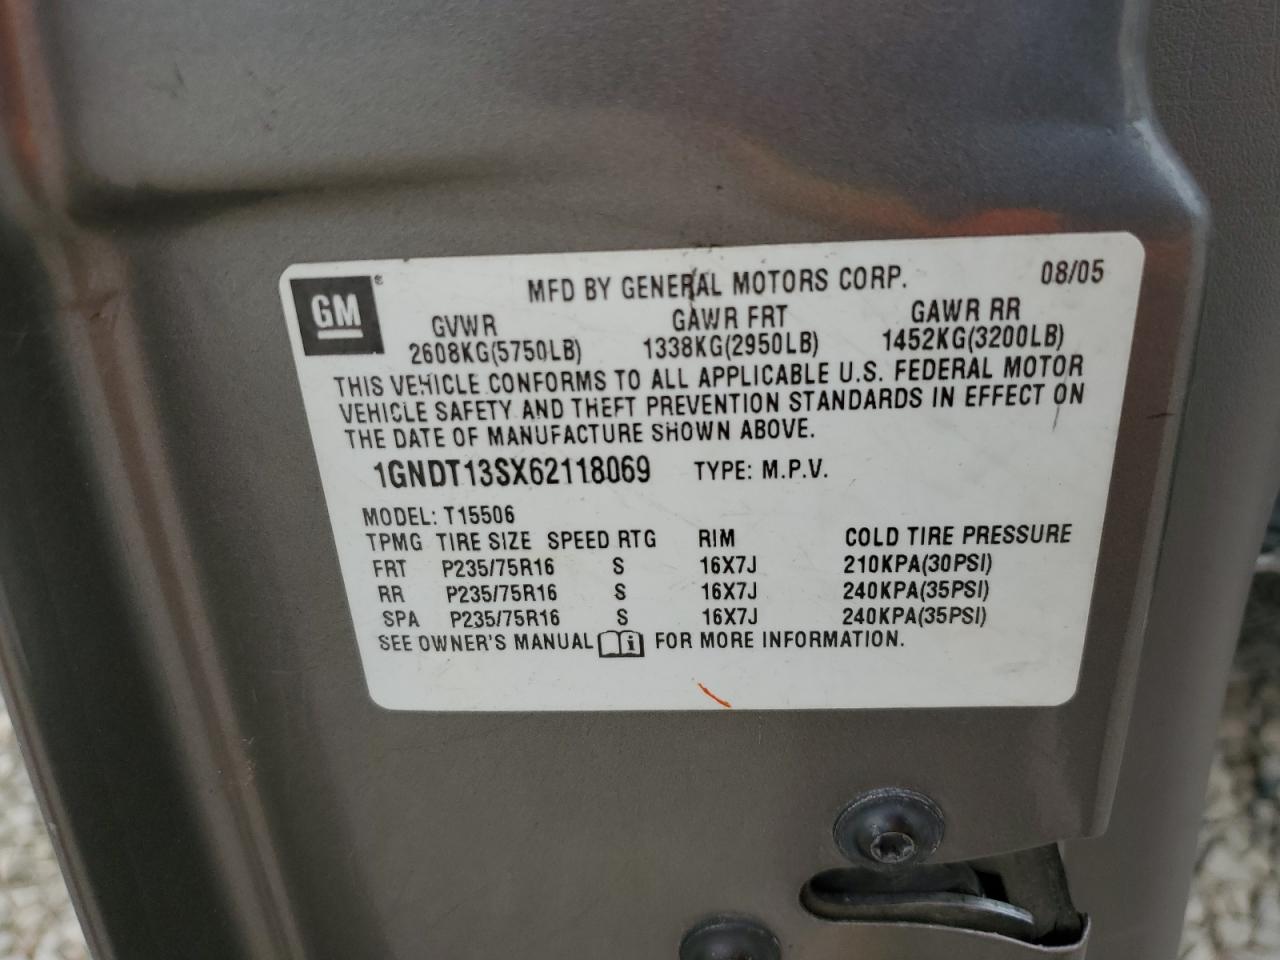 GM®
MFD BY GENERAL MOTORS CORP. 08/05
GVWR GAWR FRT GAWR RR
2608KG(5750LB) 1338KG(2950LB) 1452KG(3200LB)
THIS VEHICLE CONFORMS TO ALL APPLICABLE U.S. FEDERAL MOTOR
VEHICLE SAFETY AND THEFT PREVENTION STANDARDS IN EFFECT ON
THE DATE OF MANUFACTURE SHOWN ABOVE.
1GNDT13SX62118069 TYPE: M.P.V.
MODEL: T15506
TPMG TIRE SIZE SPEED RTG RIM COLD TIRE PRESSURE
FRT P235/75R16 S 16X7J 210KPA(30PSI)
RR P235/75R16 S 16X7J 240KPA(35PSI)
SPA P235/75R16 S 16X7J 240KPA(35PSI)
SEE OWNER'S MANUAL i FOR MORE INFORMATION.